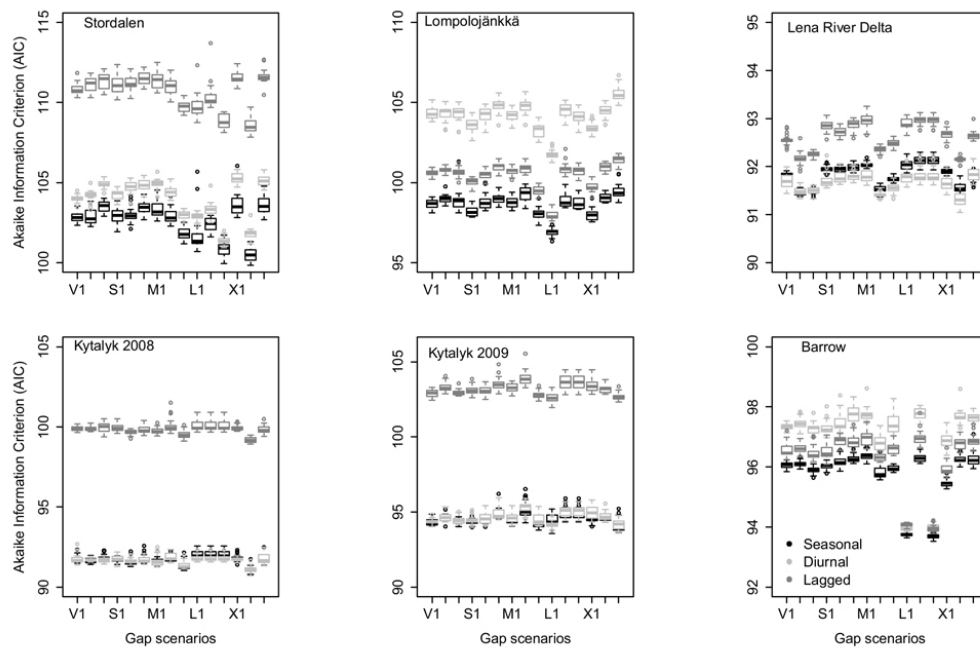 Stordalen
Akaike Information Criterion (AIC)
115
110
105
100
V1 S1 M1 L1 X1
Lompolojänkkä
110
105
100
95
V1 S1 M1 L1 X1
Lena River Delta
95
94
93
92
91
90
V1 S1 M1 L1 X1
Kytalyk 2008
Akaike Information Criterion (AIC)
105
100
95
90
V1 S1 M1 L1 X1
Gap scenarios
Kytalyk 2009
105
100
95
90
V1 S1 M1 L1 X1
Gap scenarios
Barrow
100
98
96
94
92
Seasonal
Diurnal
Lagged
V1 S1 M1 L1 X1
Gap scenarios